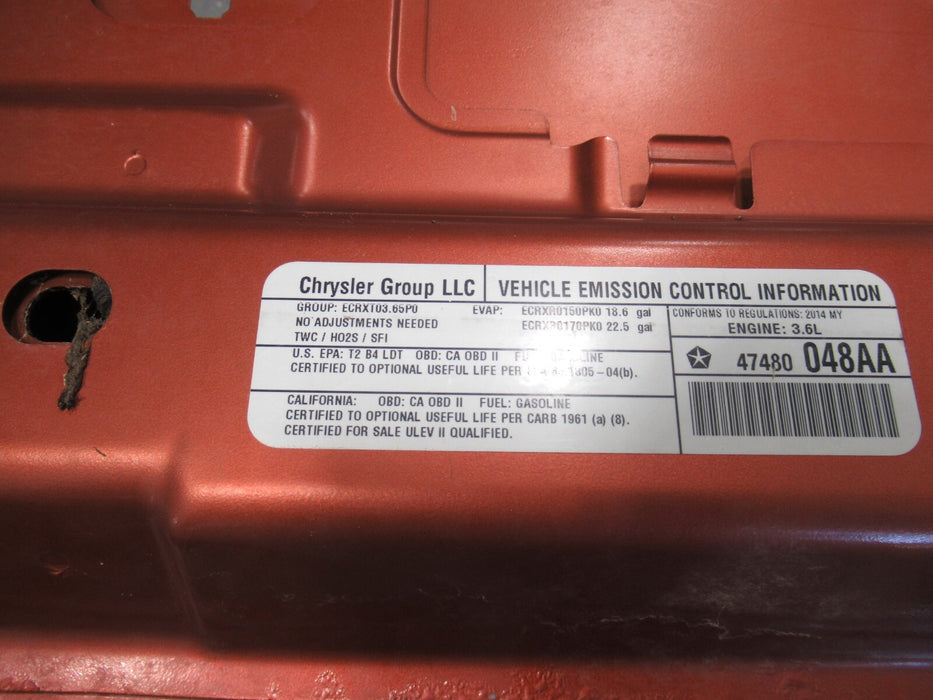 Chrysler Group LLC
VEHICLE EMISSION CONTROL INFORMATION
GROUP: ECRXT03.65P0
EVAP: ECRXR0150PK0 18.6 gal
NO ADJUSTMENTS NEEDED
ECRXR0170PK0 22.5 gal
TWC / HO2S / SFI
CONFORMS TO REGULATIONS: 2014 MY
ENGINE: 3.6L
U.S. EPA: T2 B4 LDT OBD: CA OBD II
CERTIFIED TO OPTIONAL USEFUL LIFE PER 1805-04(b).
47480 048AA
CALIFORNIA: OBD: CA OBD II FUEL: GASOLINE
CERTIFIED TO OPTIONAL USEFUL LIFE PER CARB 1961 (a) (8).
CERTIFIED FOR SALE ULEV II QUALIFIED.